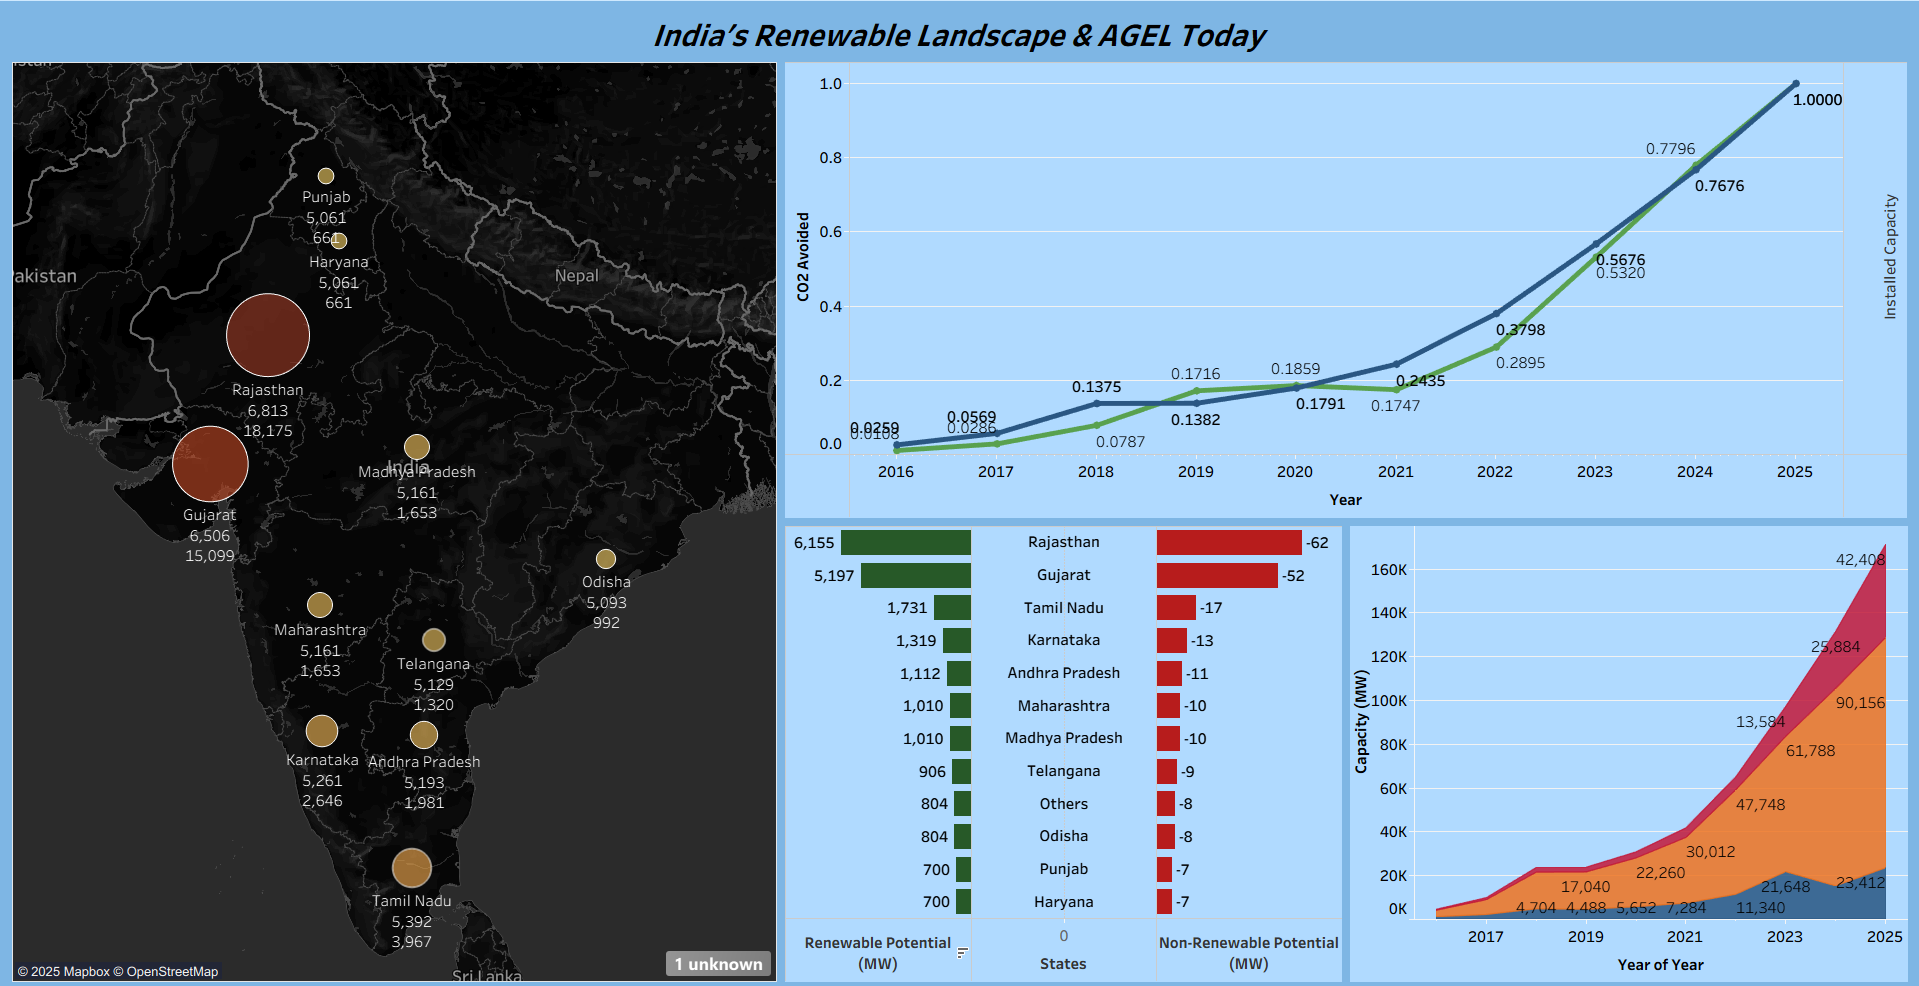 India’s Renewable Landscape & AGEL Today
Punjab
5,061
661
Haryana
5,061
661
akistan
Nepal
Rajasthan
6,813
18,175
India
Madhya Pradesh
5,161
1,653
Gujarat
6,506
15,099
Odisha
5,093
992
Maharashtra
5,161
1,653
Telangana
5,129
1,320
Karnataka
5,261
2,646
Andhra Pradesh
5,193
1,981
Tamil Nadu
5,392
3,967
Sri Lanka
1 unknown
© 2025 Mapbox © OpenStreetMap
CO2 Avoided
1.0
0.8
0.6
0.4
0.2
0.0
0.0259
0.0108
0.0569
0.0286
0.1375
0.0787
0.1716
0.1382
0.1859
0.1791
0.2435
0.1747
0.3798
0.2895
0.5676
0.5320
0.7796
0.7676
1.0000
2016 2017 2018 2019 2020 2021 2022 2023 2024 2025
Year
Installed Capacity
6,155 Rajasthan -62
5,197 Gujarat -52
1,731 Tamil Nadu -17
1,319 Karnataka -13
1,112 Andhra Pradesh -11
1,010 Maharashtra -10
1,010 Madhya Pradesh -10
906 Telangana -9
804 Others -8
804 Odisha -8
700 Punjab -7
700 Haryana -7
0
Renewable Potential
(MW)
States
Non-Renewable Potential
(MW)
Capacity (MW)
160K
140K
120K
100K
80K
60K
40K
20K
0K
42,408
25,884
13,584
90,156
61,788
47,748
30,012
22,260
17,040
4,704 4,488 5,652 7,284 11,340
21,648
23,412
2017 2019 2021 2023 2025
Year of Year